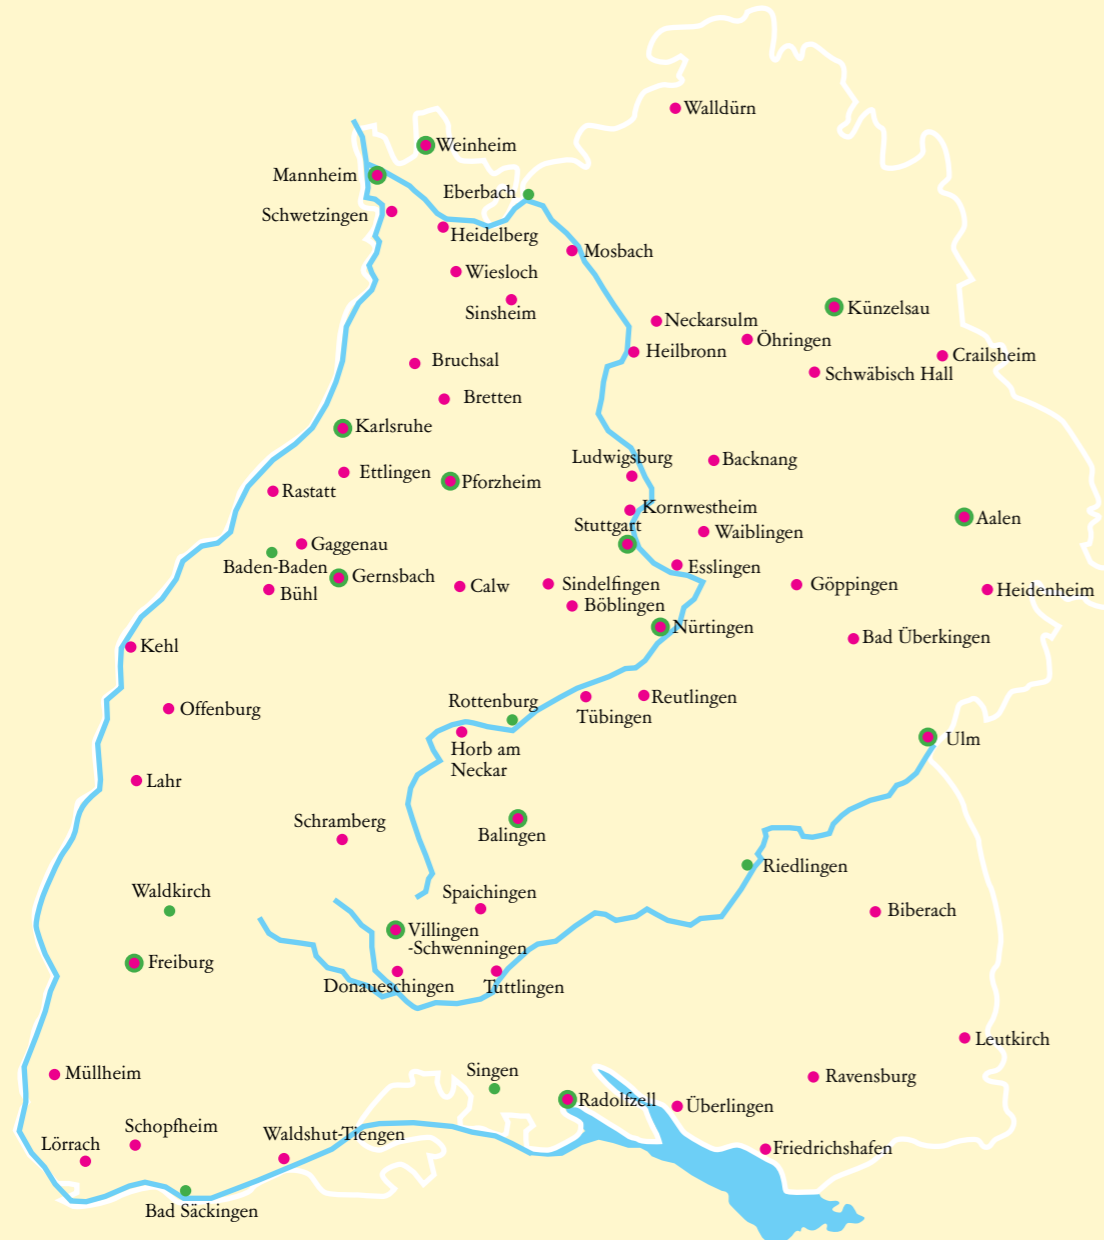 Walldürn
Weinheim
Mannheim
Eberbach
Schwetzingen
Heidelberg
Mosbach
Wiesloch
Sinsheim
Künzelsau
Neckarsulm
Öhringen
Heilbronn
Crailsheim
Bruchsal
Schwäbisch Hall
Bretten
Karlsruhe
Ludwigsburg
Backnang
Ettlingen
Pforzheim
Rastatt
Kornwestheim
Aalen
Stuttgart
Waiblingen
Gaggenau
Baden-Baden
Esslingen
Gernsbach
Calw
Sindelfingen
Göppingen
Heidenheim
Bühl
Böblingen
Nürtingen
Bad Überkingen
Kehl
Rottenburg
Reutlingen
Offenburg
Tübingen
Ulm
Horb am
Neckar
Lahr
Schramberg
Balingen
Riedlingen
Waldkirch
Spaichingen
Biberach
Villingen
-Schwenningen
Freiburg
Donaueschingen
Tuttlingen
Leutkirch
Singen
Müllheim
Ravensburg
Radolfzell
Überlingen
Schopfheim
Waldshut-Tiengen
Lörrach
Friedrichshafen
Bad Säckingen